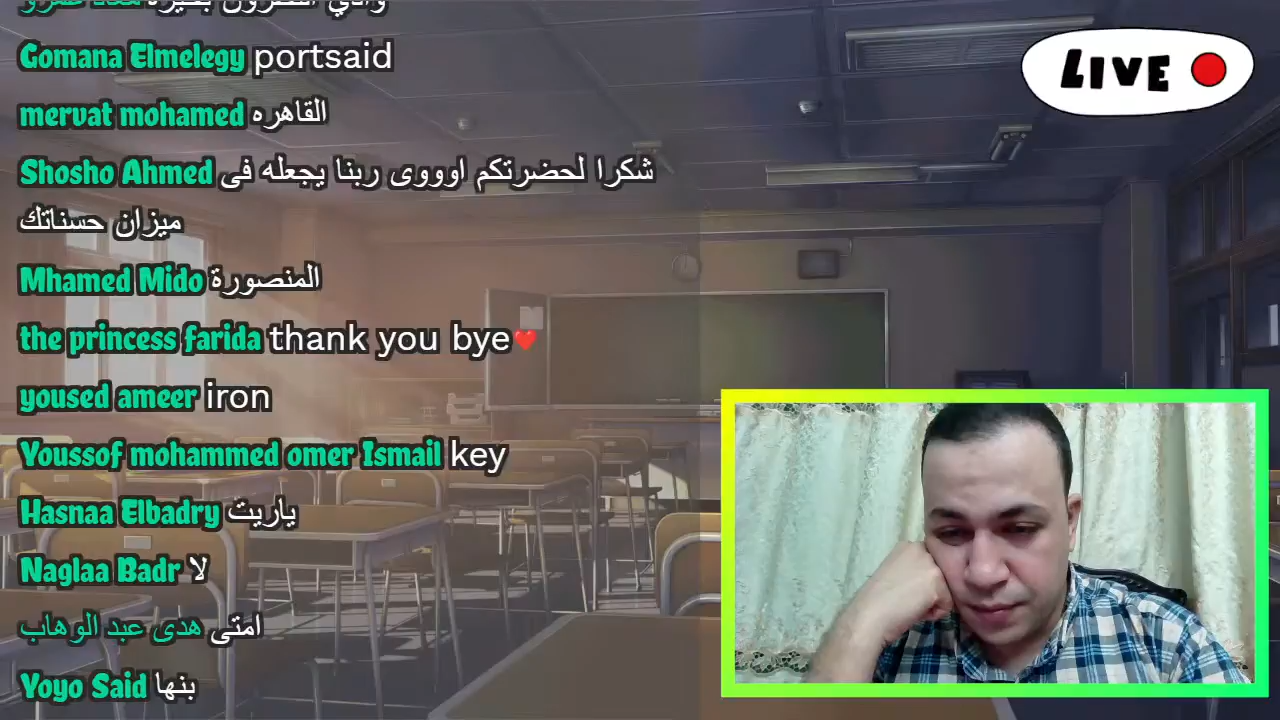 Gomana Elmelegy portsaid
LIVE
mervat mohamed القاهره
Shosho Ahmed شكرا لحضرتكم اوووى ربنا يجعله فى
ميزان حسناتك
Mhamed Mido المنصورة
the princess farida thank you bye❤️
yoused ameer iron
Youssof mohammed omer Ismail key
Hasnaa Elbadry ياريت
Naglaa Badr لا
هدى عبد الوهاب امتى
Yoyo Said بنها